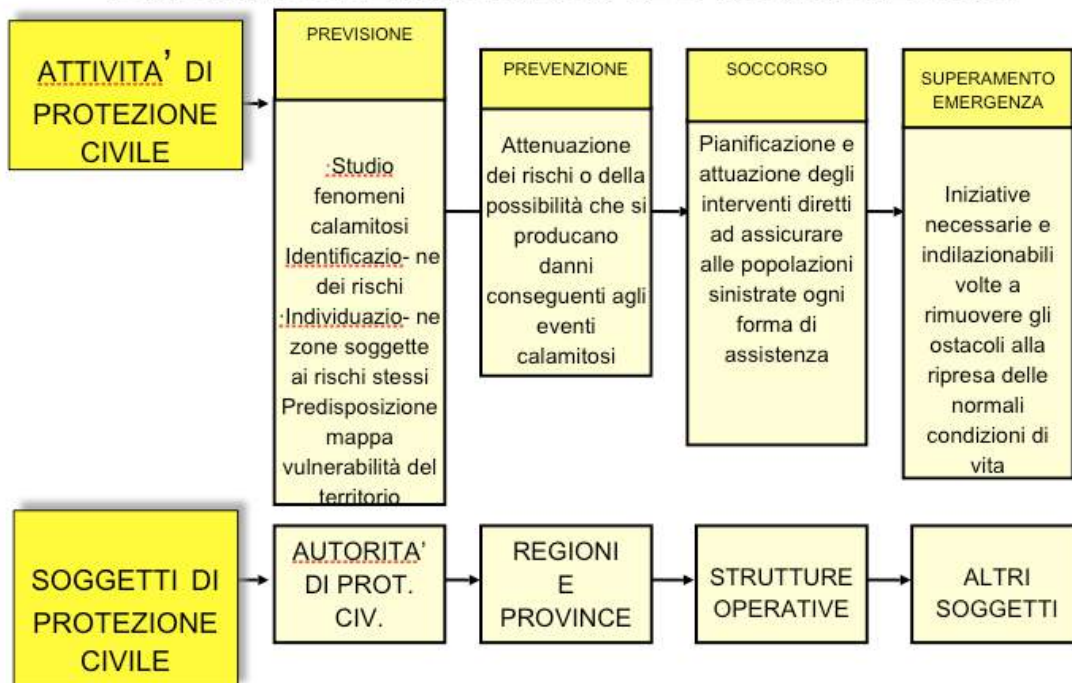 ATTIVITA' DI
PROTEZIONE
CIVILE
PREVISIONE
·Studio
fenomeni
calamitosi
Identificazio- ne
dei rischi
·Individuazio- ne
zone soggette
ai rischi stessi
Predisposizione
mappa
vulnerabilità del
territorio
PREVENZIONE
Attenuazione
dei rischi o della
possibilità che si
producano
danni
conseguenti agli
eventi
calamitosi
SOCCORSO
Pianificazione e
attuazione degli
interventi diretti
ad assicurare
alle popolazioni
sinistrate ogni
forma di
assistenza
SUPERAMENTO
EMERGENZA
Iniziative
necessarie e
indilazionabili
volte a
rimuovere gli
ostacoli alla
ripresa delle
normali
condizioni di
vita
SOGGETTI DI
PROTEZIONE
CIVILE
AUTORITA'
DI PROT.
CIV.
REGIONI
E
PROVINCE
STRUTTURE
OPERATIVE
ALTRI
SOGGETTI